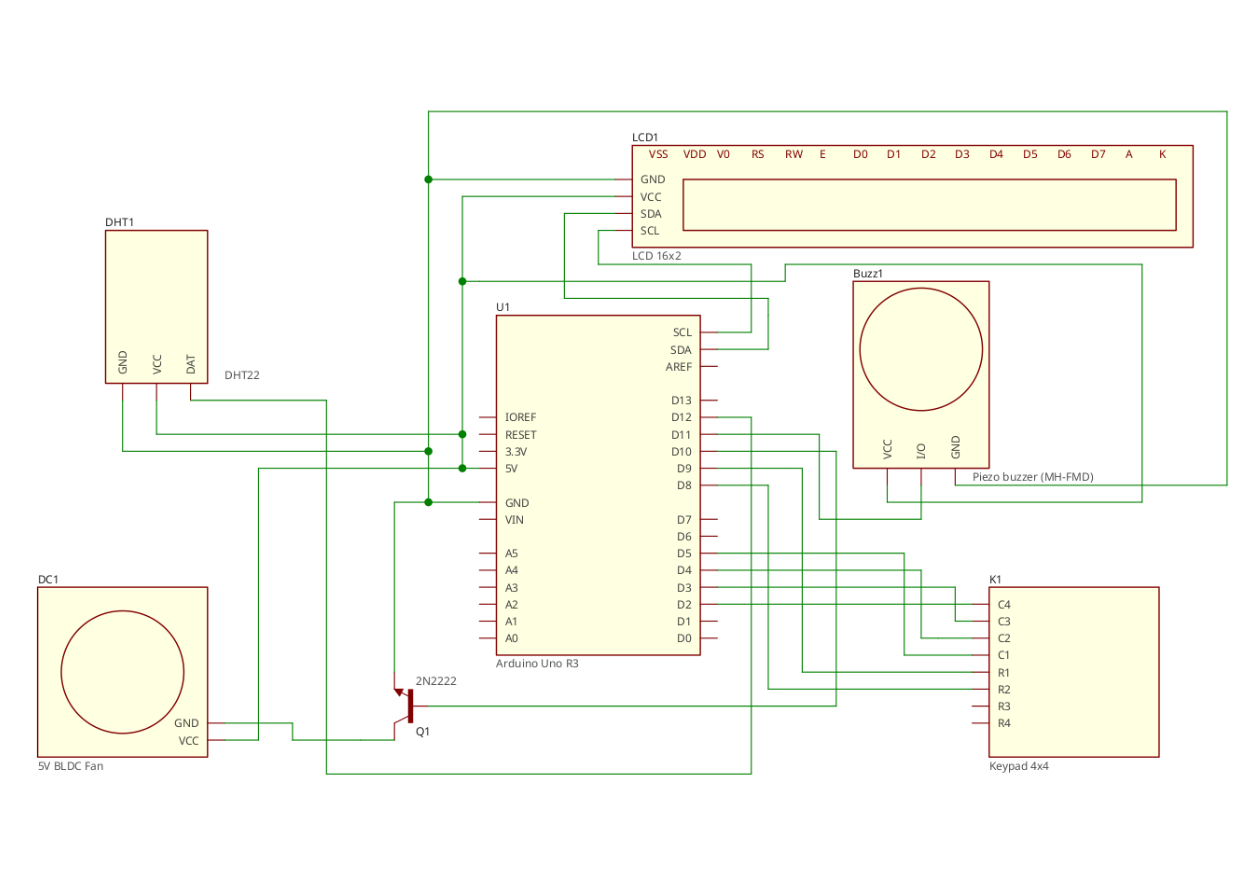 LCD1
VSS VDD V0 RS RW E D0 D1 D2 D3 D4 D5 D6 D7 A K
GND
VCC
SDA
SCL
LCD 16x2
DHT1
GND VCC DAT
DHT22
Buzz1
VCC I/O GND
Piezo buzzer (MH-FMD)
U1
SCL
SDA
AREF
D13
IOREF D12
RESET D11
3.3V D10
5V D9
D8
GND
VIN D7
D6
A5 D5
A4 D4
A3 D3
A2 D2
A1 D1
A0 D0
Arduino Uno R3
DC1
GND
VCC
5V BLDC Fan
2N2222
Q1
K1
C4
C3
C2
C1
R1
R2
R3
R4
Keypad 4x4